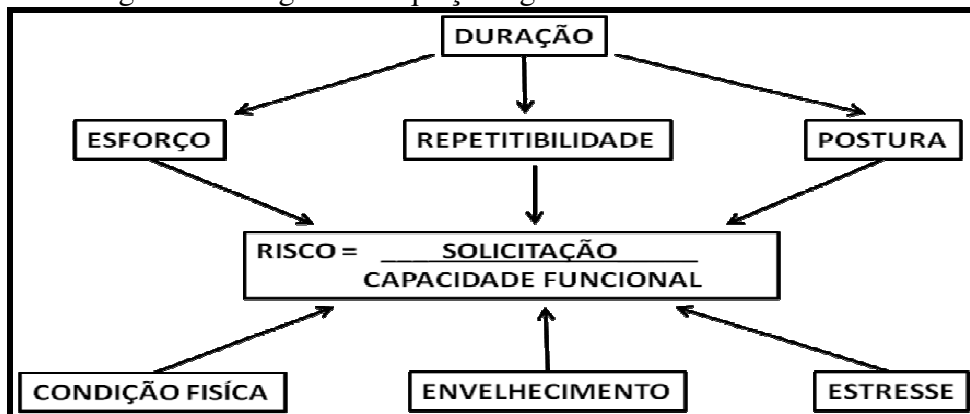 DURAÇÃO
ESFORÇO
REPETITIBILIDADE
POSTURA
RISCO = SOLICITAÇÃO
CAPACIDADE FUNCIONAL
CONDIÇÃO FISÍCA
ENVELHECIMENTO
ESTRESSE